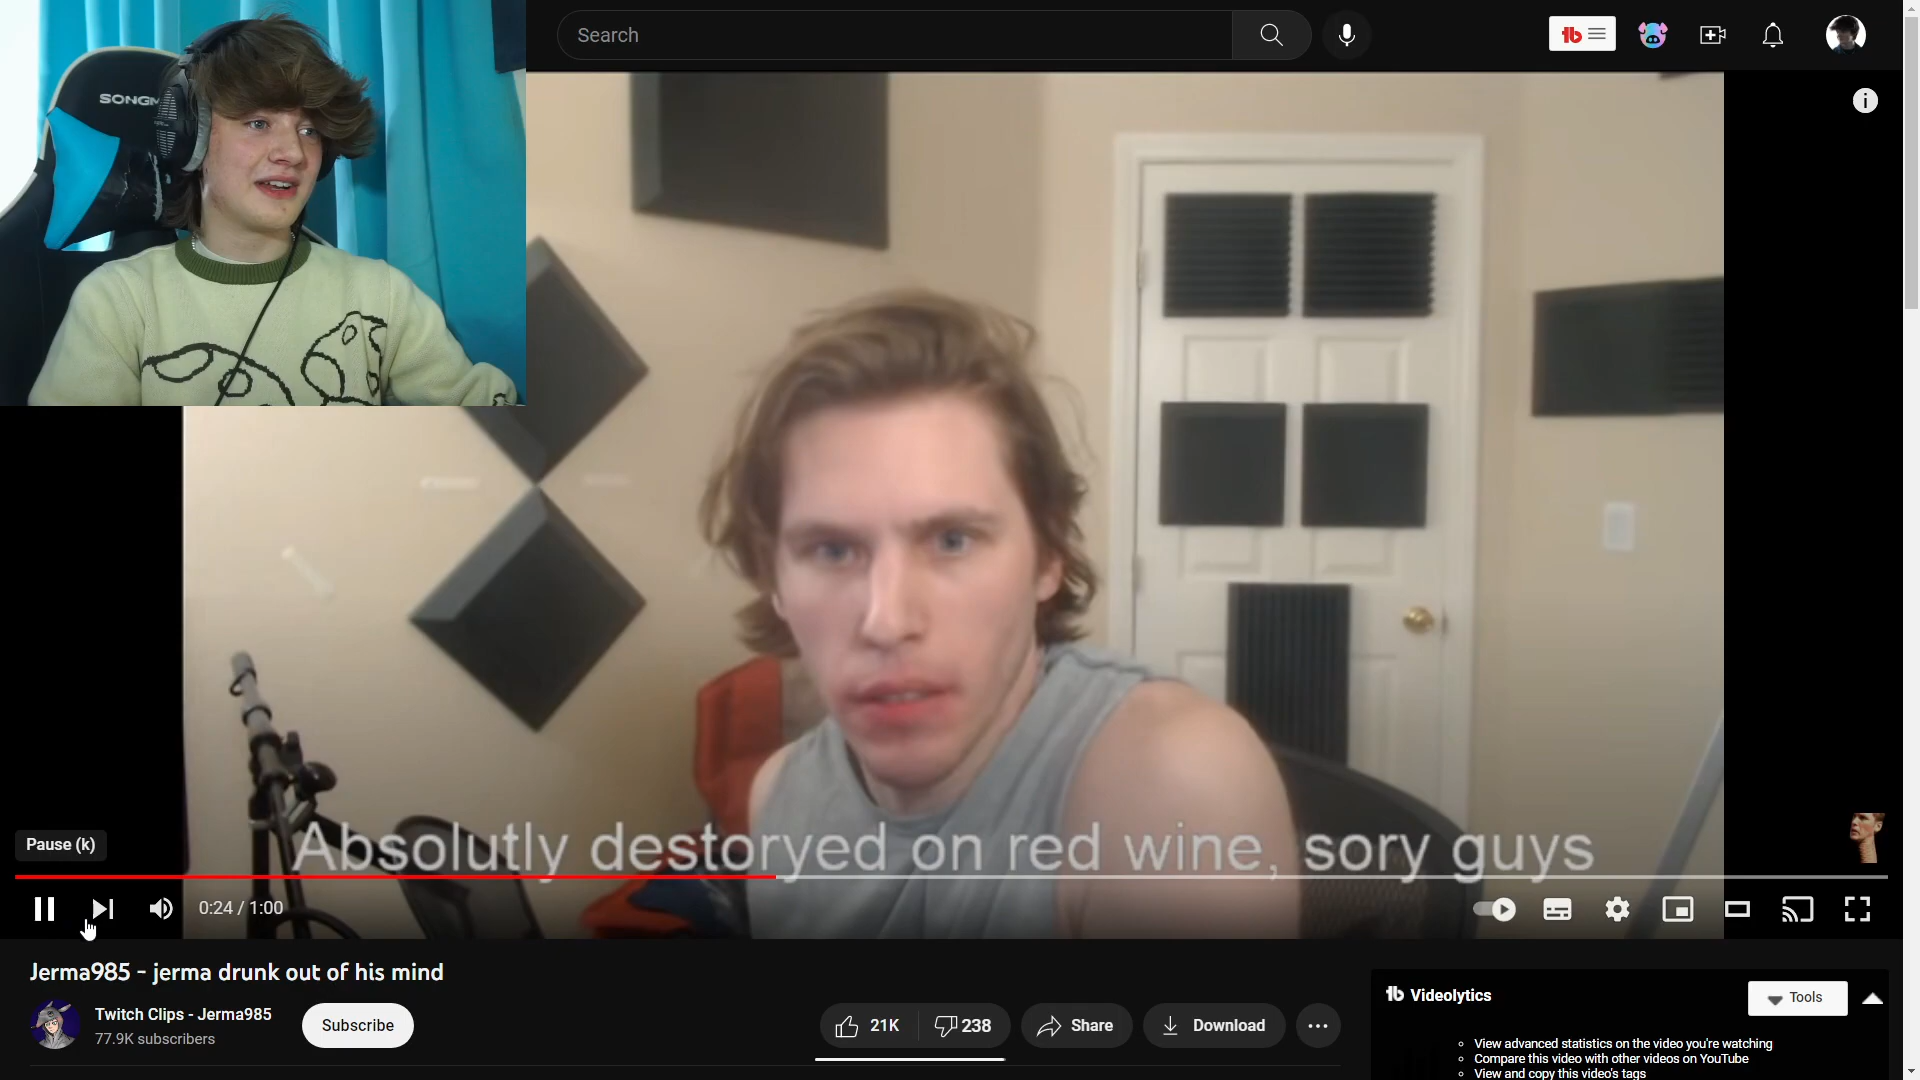 SONGM
Search
Absolutly destoryed on red wine, sory guys
Pause (k)
0:24 / 1:00
Jerma985 - jerma drunk out of his mind
Twitch Clips - Jerma985
77.9K subscribers
Subscribe
21K
238
Share
Download
Videolytics
Tools
View advanced statistics on the video you're watching
Compare this video with other videos on YouTube
View and copy this video's tags